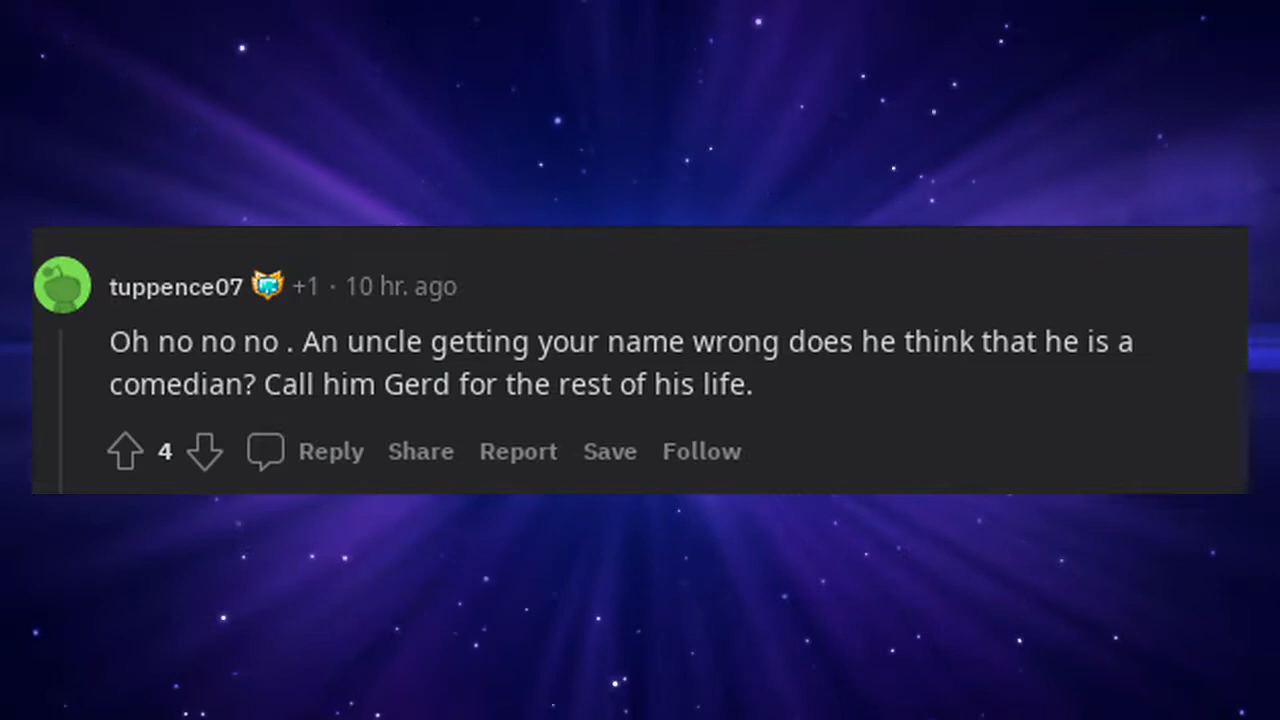 tuppence07 +1 · 10 hr. ago
Oh no no no . An uncle getting your name wrong does he think that he is a
comedian? Call him Gerd for the rest of his life.
4 Reply Share Report Save Follow